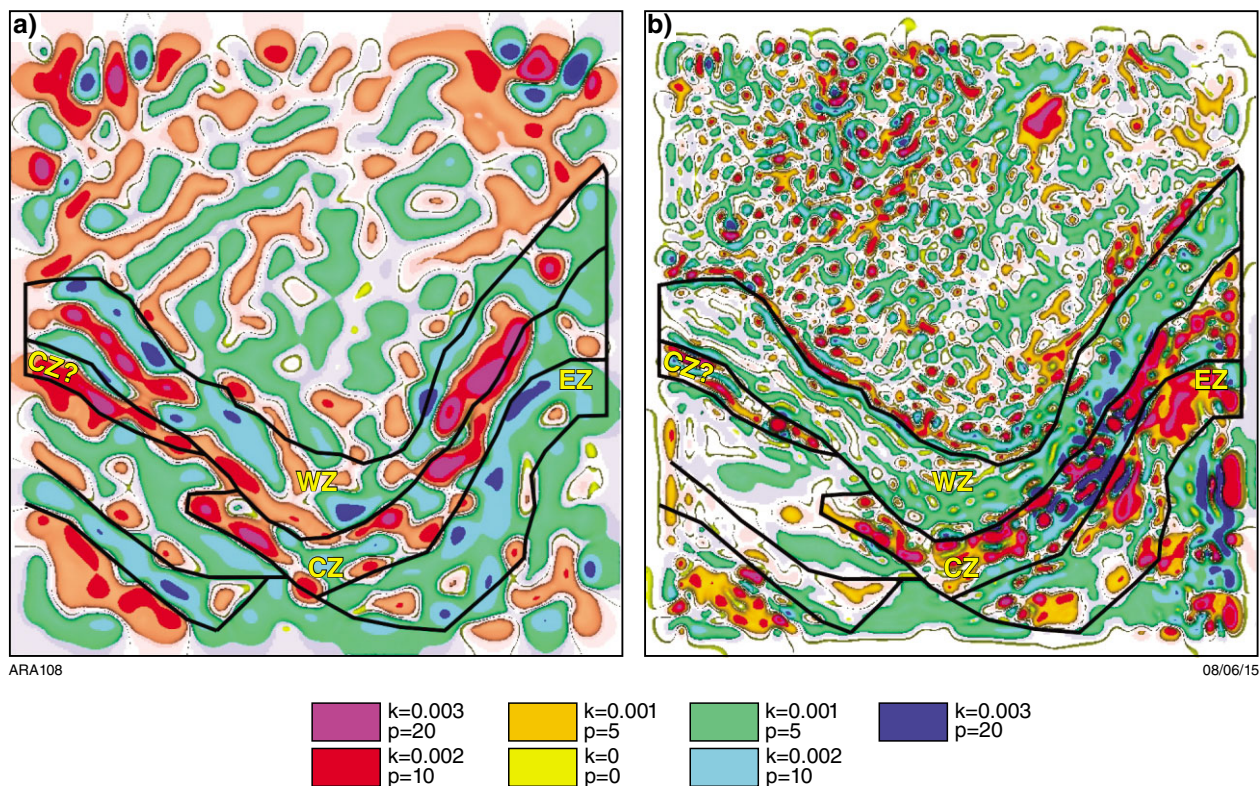 a)
b)
CZ?
EZ
WZ
CZ
CZ?
EZ
WZ
CZ
ARA108
08/06/15
k=0.003
p=20
k=0.001
p=5
k=0.001
p=5
k=0.003
p=20
k=0.002
p=10
k=0
p=0
k=0.002
p=10